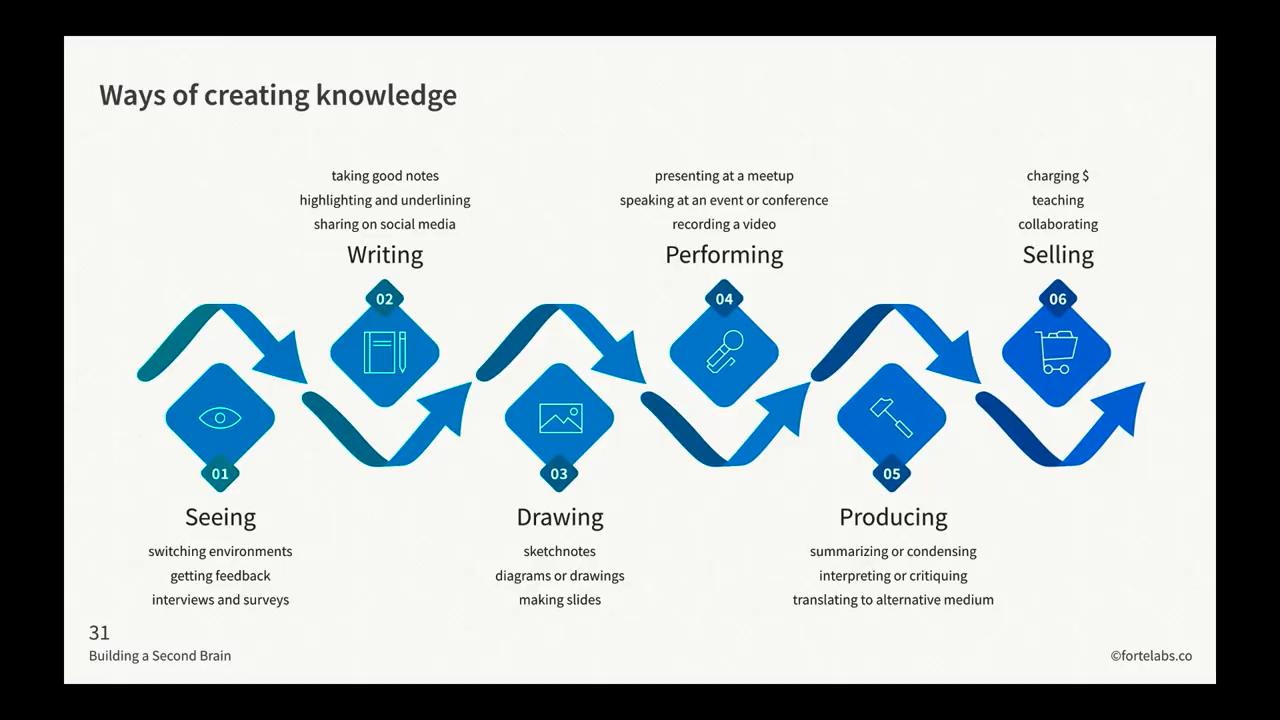 Ways of creating knowledge
taking good notes
highlighting and underlining
sharing on social media
Writing
02
presenting at a meetup
speaking at an event or conference
recording a video
Performing
04
charging $
teaching
collaborating
Selling
06
01
Seeing
switching environments
getting feedback
interviews and surveys
03
Drawing
sketchnotes
diagrams or drawings
making slides
05
Producing
summarizing or condensing
interpreting or critiquing
translating to alternative medium
31
Building a Second Brain
©fortelabs.co